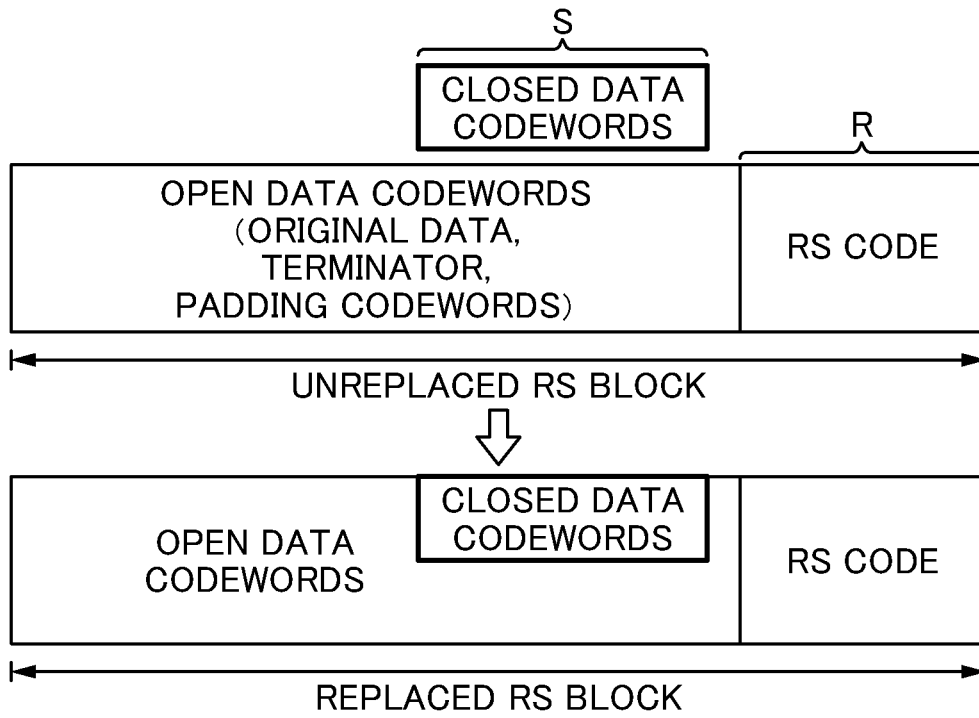 S
CLOSED DATA
CODEWORDS
R
OPEN DATA CODEWORDS
(ORIGINAL DATA,
TERMINATOR,
PADDING CODEWORDS)
RS CODE
UNREPLACED RS BLOCK
CLOSED DATA
CODEWORDS
OPEN DATA
CODEWORDS
RS CODE
REPLACED RS BLOCK